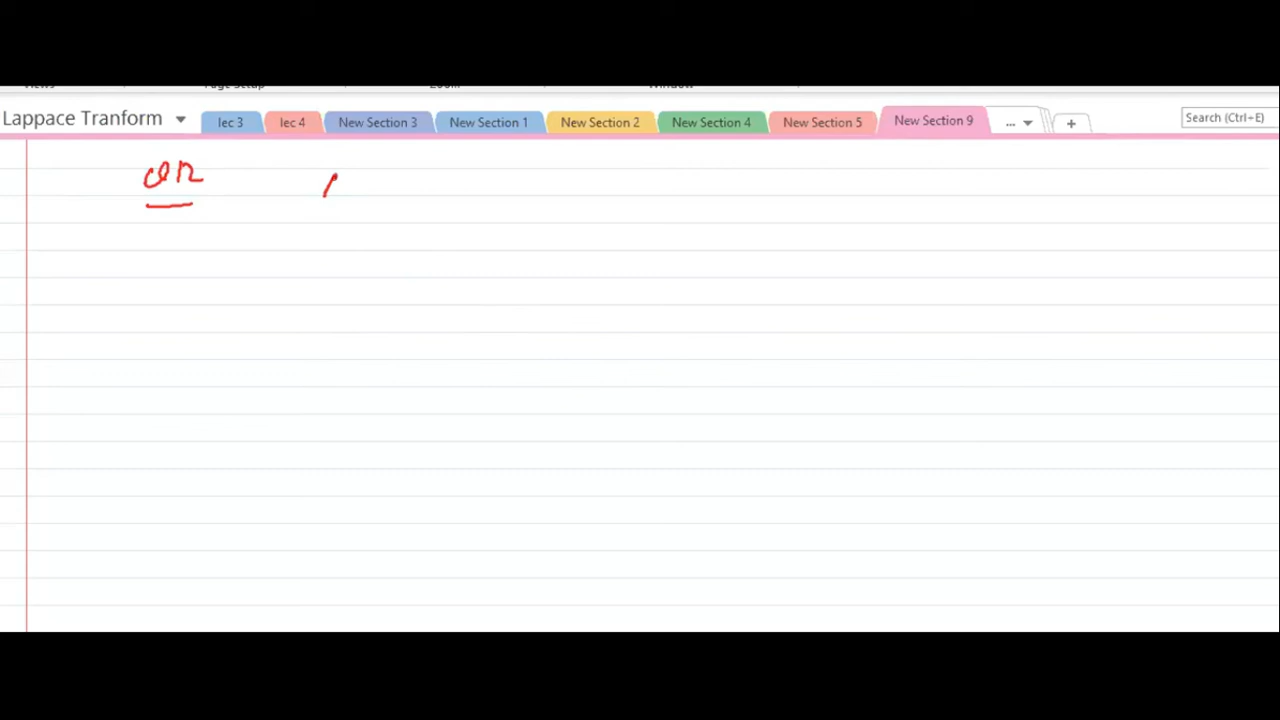 Lappace Tranform lec 3 lec 4 New Section 3 New Section 1 New Section 2 New Section 4 New Section 5 New Section 9 ... + Search (Ctrl+E)
OR